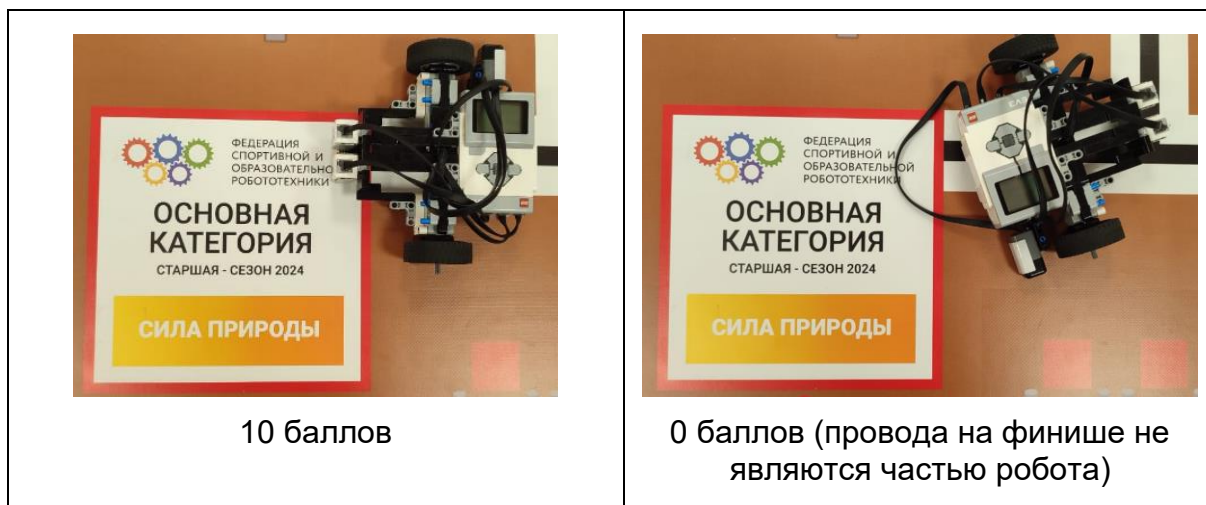 ФЕДЕРАЦИЯ
СПОРТИВНОЙ И
ОБРАЗОВАТЕЛЬНО
РОБОТОТЕХНИКИ
ОСНОВНАЯ
КАТЕГОРИЯ
СТАРШАЯ - СЕЗОН 2024
СИЛА ПРИРОДЫ
10 баллов
ФЕДЕРАЦИЯ
СПОРТИВНОЙ И
ОБРАЗОВАТЕЛЬНОЙ
РОБОТОТЕХНИКИ
ОСНОВНАЯ
КАТЕГОРИЯ
СТАРШАЯ - СЕЗОН 2024
СИЛА ПРИРОДЫ
0 баллов (провода на финише не
являются частью робота)